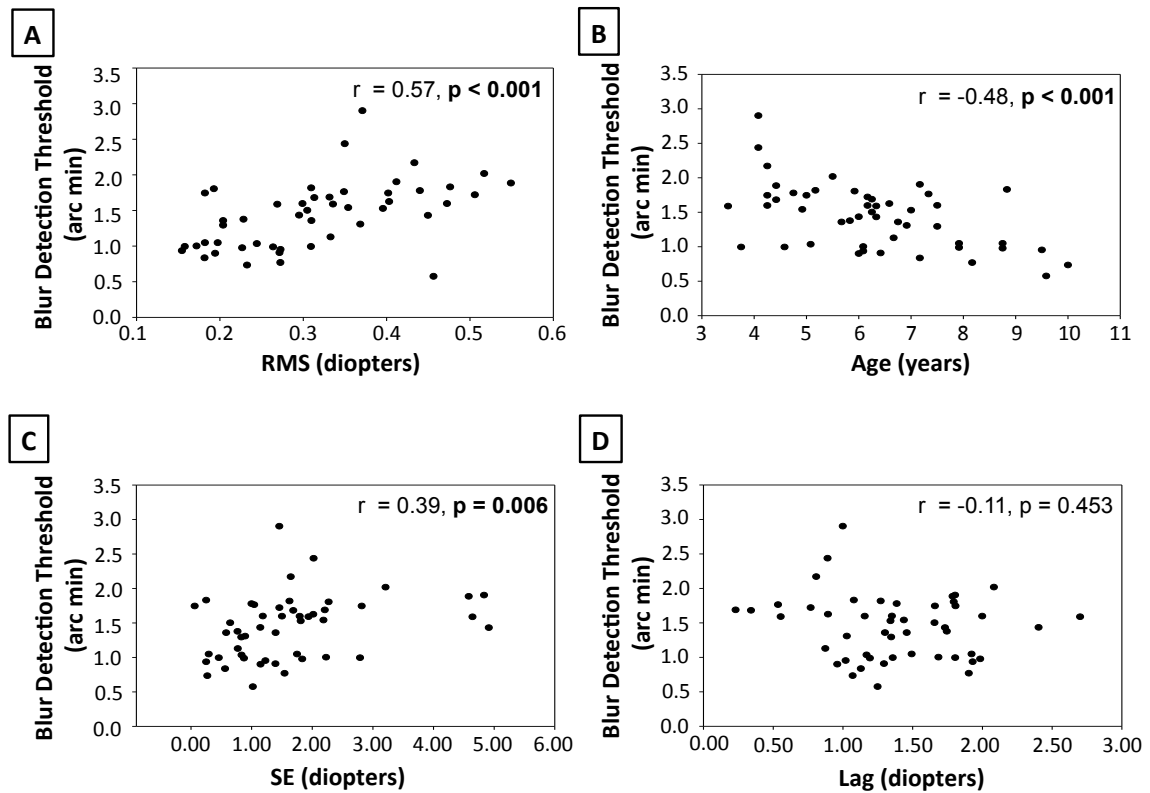 A
r = 0.57, p < 0.001
3.5
3.0
2.5
2.0
1.5
1.0
0.5
0.0
Blur Detection Threshold
(arc min)
0.1 0.2 0.3 0.4 0.5 0.6
RMS (diopters)
B
r = -0.48, p < 0.001
3.5
3.0
2.5
2.0
1.5
1.0
0.5
0.0
Blur Detection Threshold
(arc min)
3 4 5 6 7 8 9 10 11
Age (years)
C
r = 0.39, p = 0.006
3.5
3.0
2.5
2.0
1.5
1.0
0.5
0.0
Blur Detection Threshold
(arc min)
0.00 1.00 2.00 3.00 4.00 5.00 6.00
SE (diopters)
D
r = -0.11, p = 0.453
3.5
3.0
2.5
2.0
1.5
1.0
0.5
0.0
Blur Detection Threshold
(arc min)
0.00 0.50 1.00 1.50 2.00 2.50 3.00
Lag (diopters)